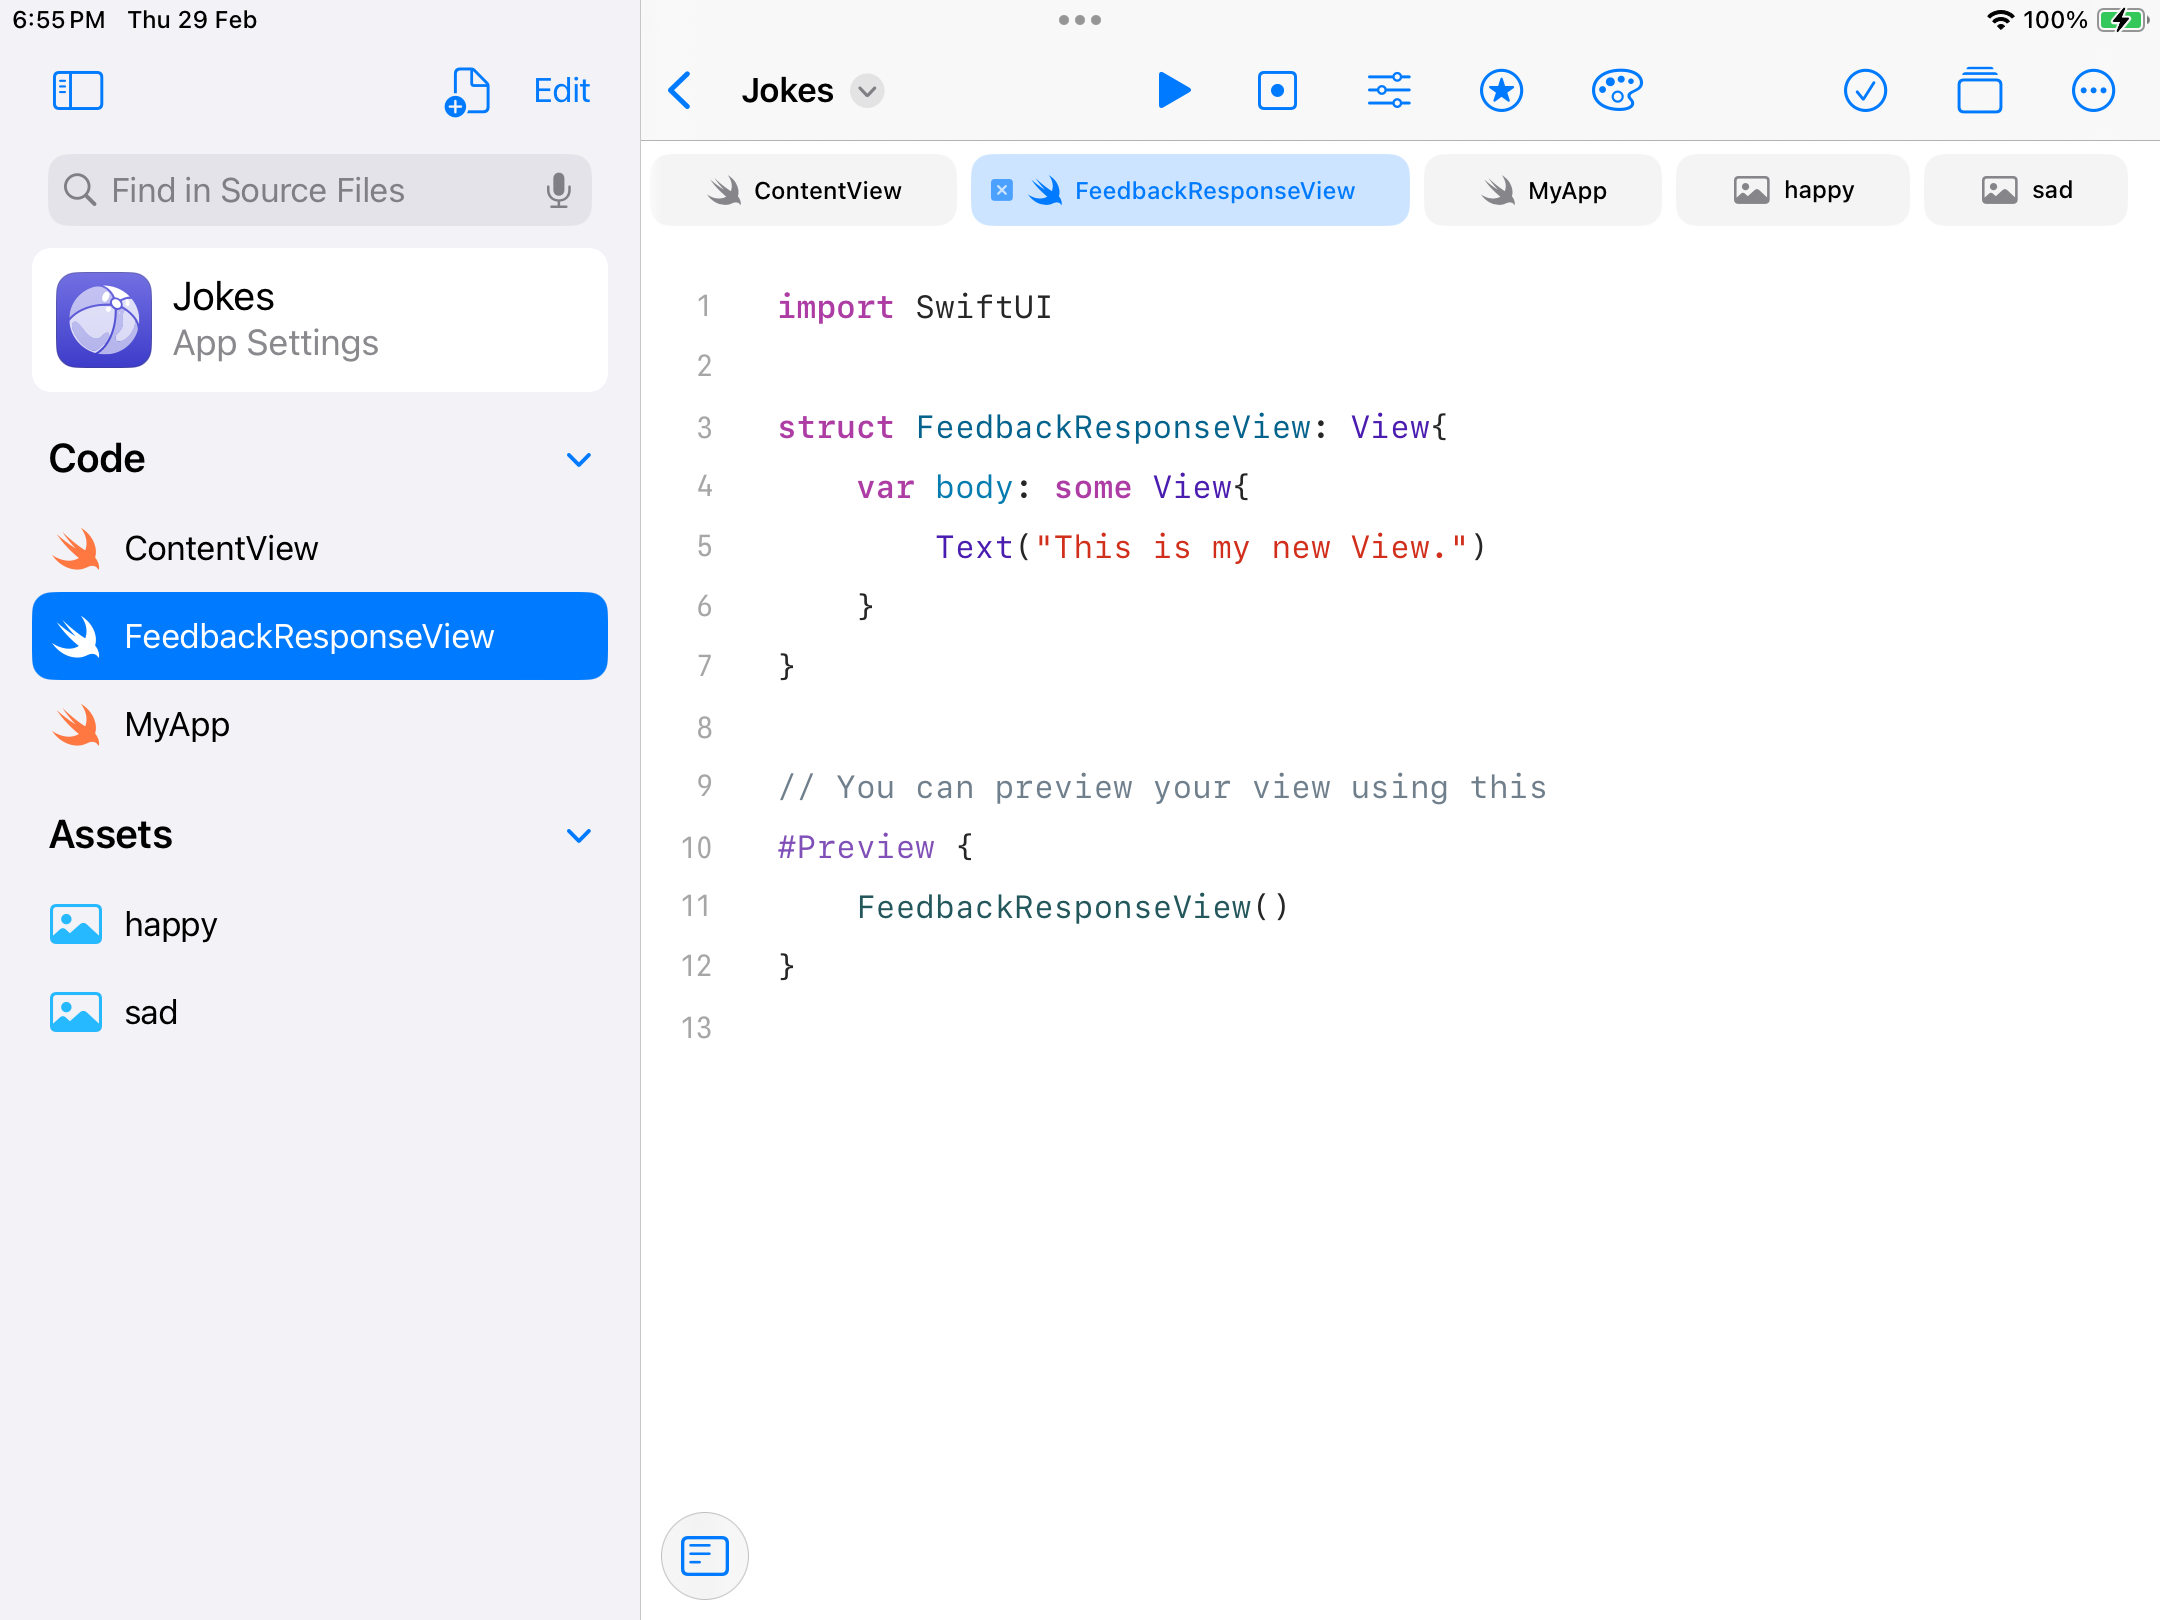 6:55 PM Thu 29 Feb
100%
Edit
Jokes
Find in Source Files
ContentView
FeedbackResponseView
MyApp
happy
sad
Jokes
App Settings
Code
ContentView
FeedbackResponseView
MyApp
Assets
happy
sad
1 import SwiftUI
2
3 struct FeedbackResponseView: View{
4 var body: some View{
5 Text("This is my new View.")
6 }
7 }
8
9 // You can preview your view using this
10 #Preview {
11 FeedbackResponseView()
12 }
13